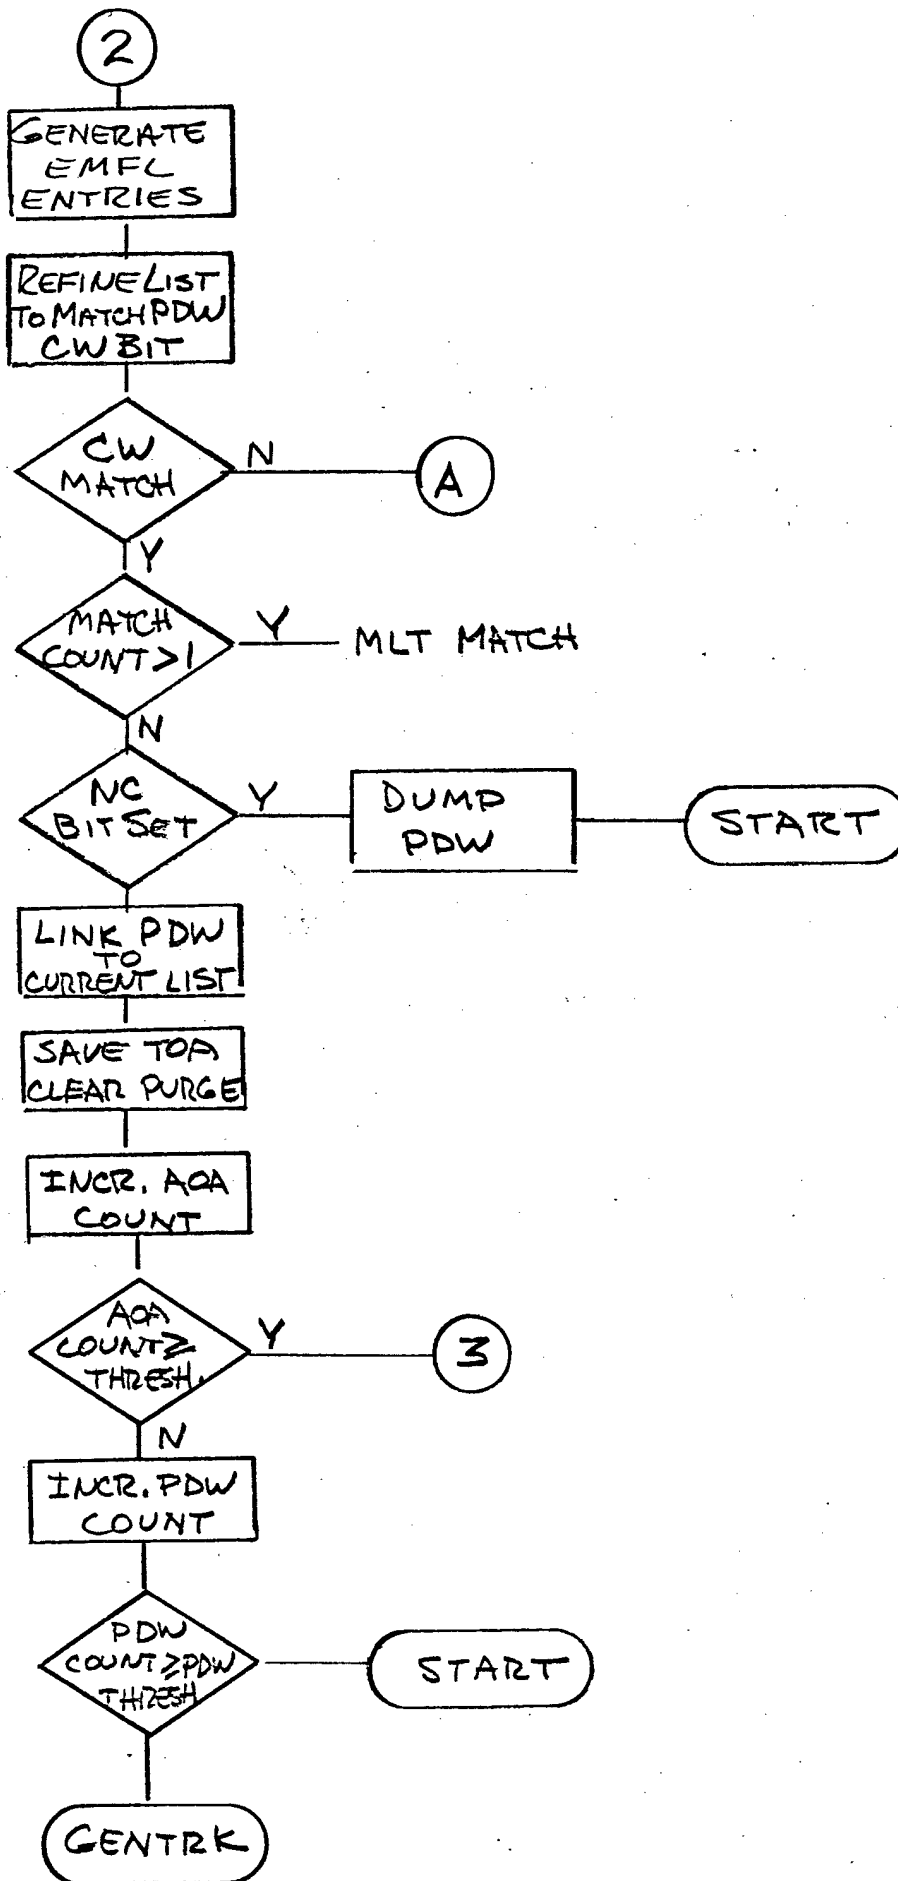 2
GENERATE
EMFL
ENTRIES
REFINE LIST
TO MATCH PDW
CW BIT
CW
MATCH
N
A
Y
MATCH
COUNT >1
Y
MLT MATCH
N
NC
BIT SET
Y
DUMP
PDW
START
LINK PDW
TO
CURRENT LIST
SAVE TOA
CLEAR PURGE
INCR. AOA
COUNT
AOA
COUNT ≥
THRESH.
Y
3
N
INCR. PDW
COUNT
PDW
COUNT ≥ PDW
THRESH
START
GENTRK